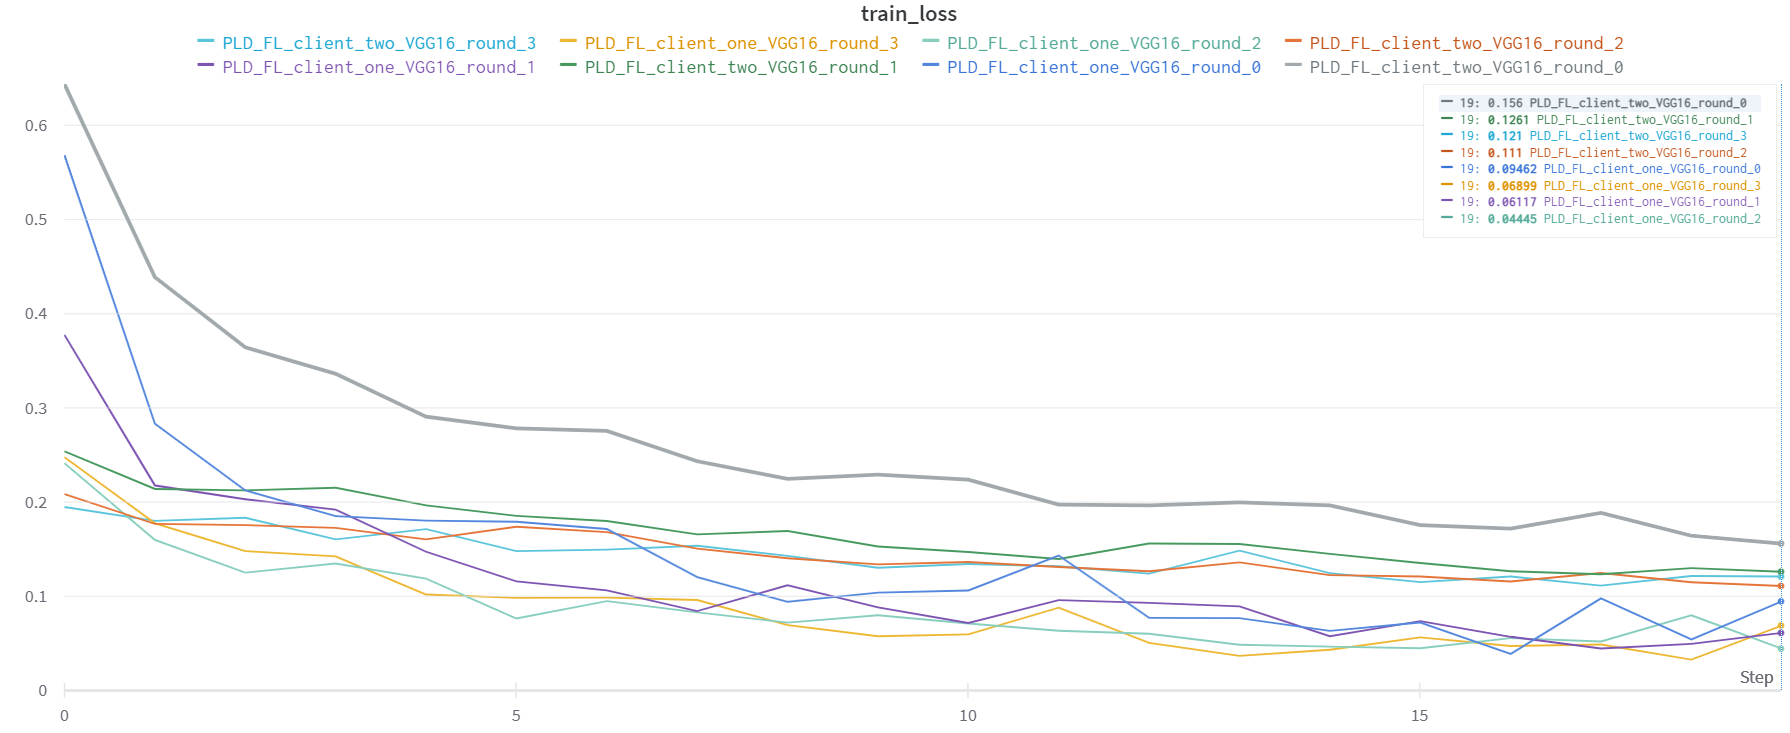 train_loss
PLD_FL_client_two_VGG16_round_3 PLD_FL_client_one_VGG16_round_3 PLD_FL_client_one_VGG16_round_2 PLD_FL_client_two_VGG16_round_2
PLD_FL_client_one_VGG16_round_1 PLD_FL_client_two_VGG16_round_1 PLD_FL_client_one_VGG16_round_0 PLD_FL_client_two_VGG16_round_0
19: 0.156 PLD_FL_client_two_VGG16_round_0
19: 0.1261 PLD_FL_client_two_VGG16_round_1
19: 0.121 PLD_FL_client_two_VGG16_round_3
19: 0.111 PLD_FL_client_two_VGG16_round_2
19: 0.09462 PLD_FL_client_one_VGG16_round_0
19: 0.06899 PLD_FL_client_one_VGG16_round_3
19: 0.06117 PLD_FL_client_one_VGG16_round_1
19: 0.04445 PLD_FL_client_one_VGG16_round_2
0.6
0.5
0.4
0.3
0.2
0.1
0
Step
0 5 10 15